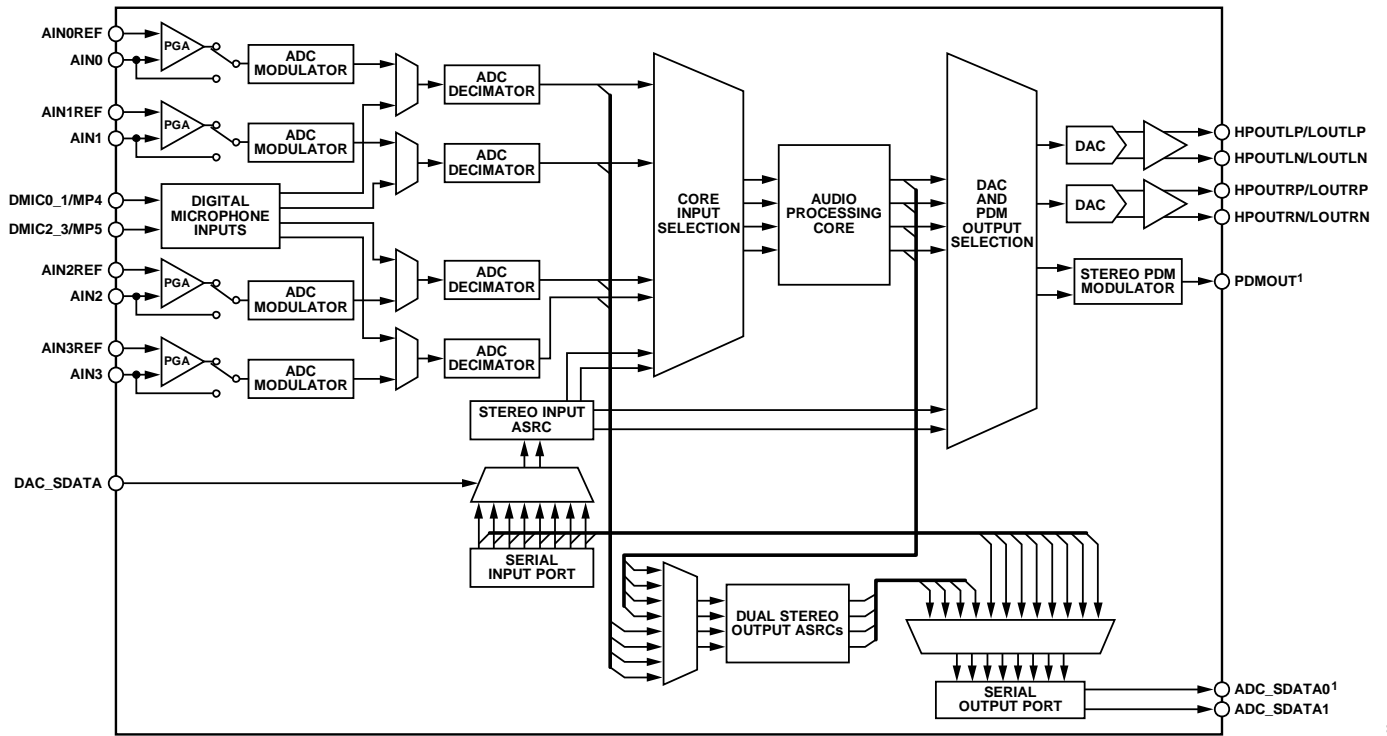 AIN0REF
AIN0
PGA
ADC
MODULATOR
ADC
DECIMATOR
AIN1REF
AIN1
PGA
ADC
MODULATOR
ADC
DECIMATOR
DMIC0_1/MP4
DMIC2_3/MP5
DIGITAL
MICROPHONE
INPUTS
AIN2REF
AIN2
PGA
ADC
MODULATOR
ADC
DECIMATOR
AIN3REF
AIN3
PGA
ADC
MODULATOR
ADC
DECIMATOR
CORE
INPUT
SELECTION
AUDIO
PROCESSING
CORE
DAC
AND
PDM
OUTPUT
SELECTION
DAC
HPOUTLP/LOUTLP
HPOUTLN/LOUTLN
DAC
HPOUTRP/LOUTRP
HPOUTRN/LOUTRN
STEREO PDM
MODULATOR
PDMOUT1
STEREO INPUT
ASRC
DAC_SDATA
SERIAL
INPUT PORT
DUAL STEREO
OUTPUT ASRCs
SERIAL
OUTPUT PORT
ADC_SDATA01
ADC_SDATA1